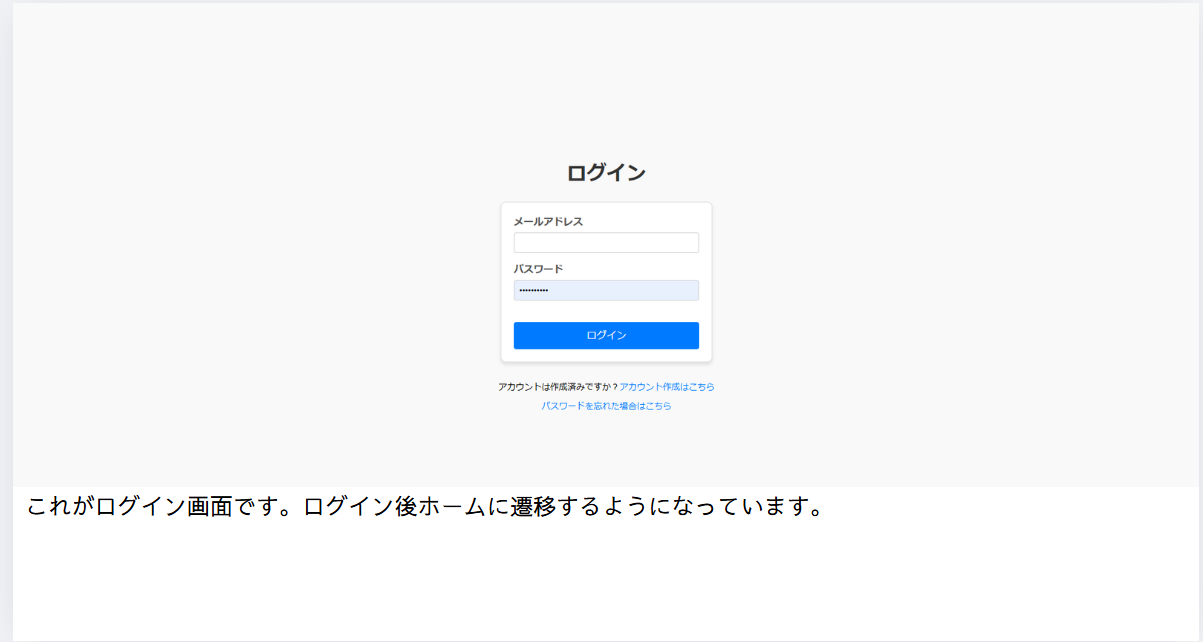 ログイン
メールアドレス
パスワード
••••••••••
ログイン
アカウントは作成済みですか？アカウント作成はこちら
パスワードを忘れた場合はこちら
これがログイン画面です。ログイン後ホームに遷移するようになっています。